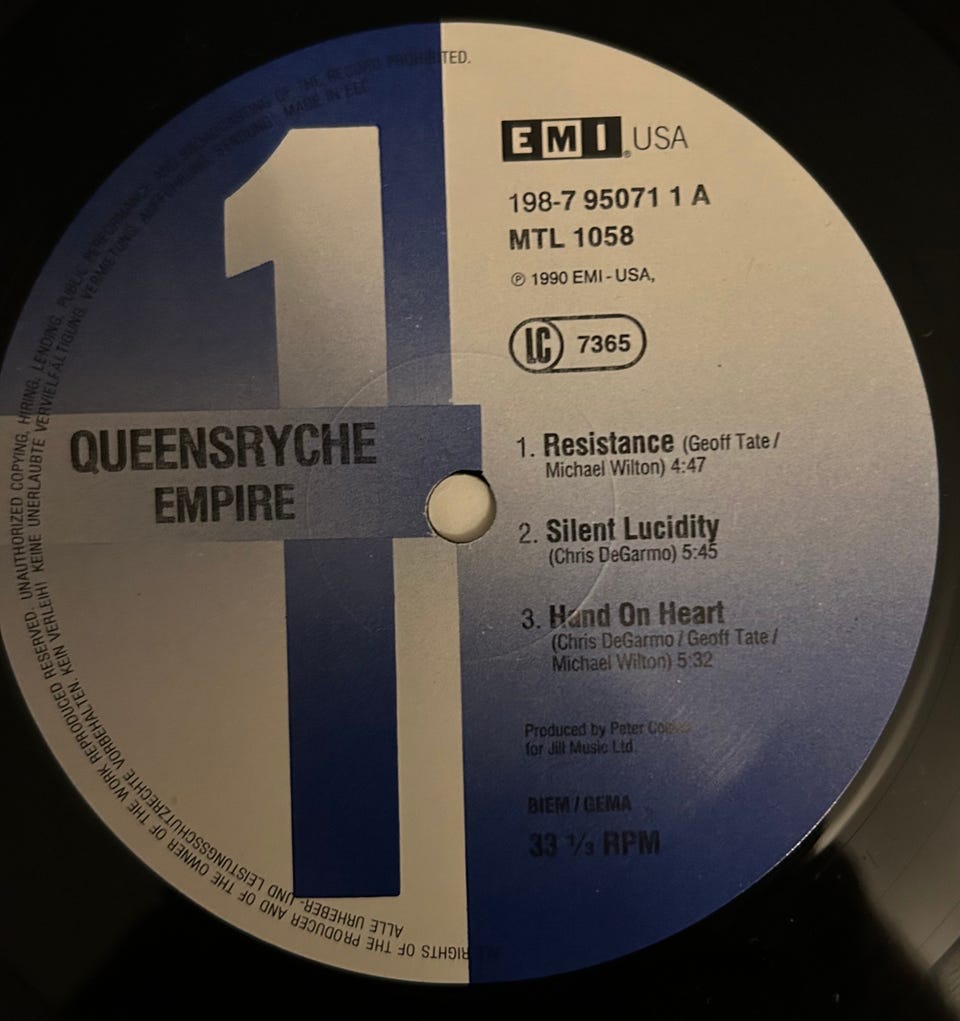 1
QUEENSRYCHE
EMPIRE
EMI USA
198-7 95071 1 A
MTL 1058
℗ 1990 EMI-USA,
LC 7365
1. Resistance (Geoff Tate /
Michael Wilton) 4:47
2. Silent Lucidity
(Chris DeGarmo) 5:45
3. Hand On Heart
(Chris DeGarmo / Geoff Tate /
Michael Wilton) 5:32
Produced by Peter
for Jill Music Ltd.
BIEM / GEMA
33 ⅓ RPM
ALL RIGHTS OF THE PRODUCER AND OF THE OWNER OF THE WORK REPRODUCED RESERVED. UNAUTHORIZED COPYING, HIRING, LENDING, PUBLIC PERFORMANCE AND BROADCASTING OF THE RECORD PROHIBITED.
ALLE URHEBER- UND LEISTUNGSSCHUTZRECHTE VORBEHALTEN. KEIN VERLEIH! KEINE UNERLAUBTE VERVIELFÄLTIGUNG, VERMIETUNG, AUFFÜHRUNG, SENDUNG! MADE IN EEC